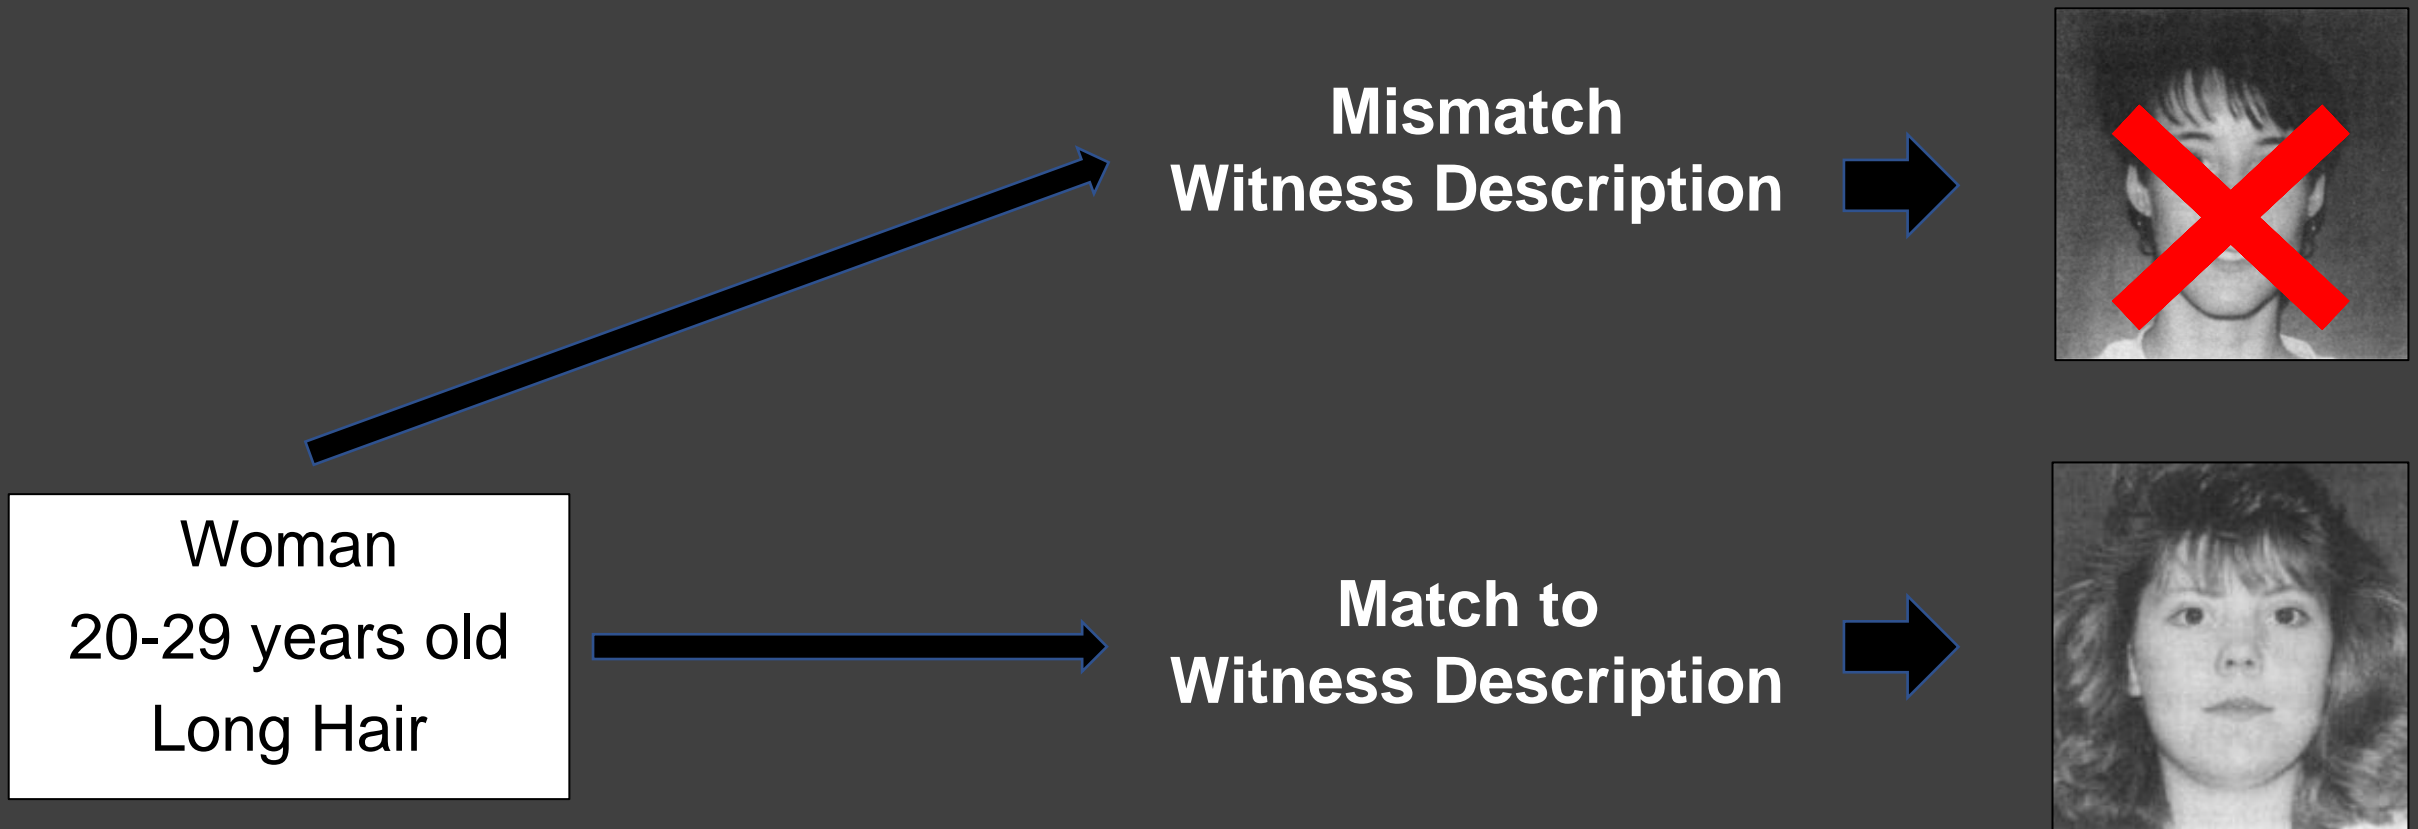 Mismatch
Witness Description
Woman
20-29 years old
Long Hair
Match to
Witness Description